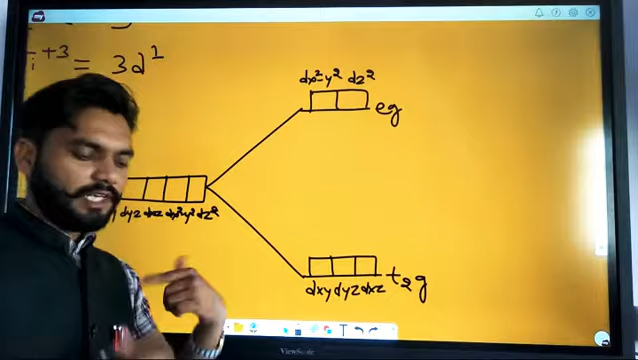 i+3 = 3d1
dx²-y² dz²
eg
dyz dxz dx²-y² dz²
t2g
dxy dyz dxz
ViewSonic